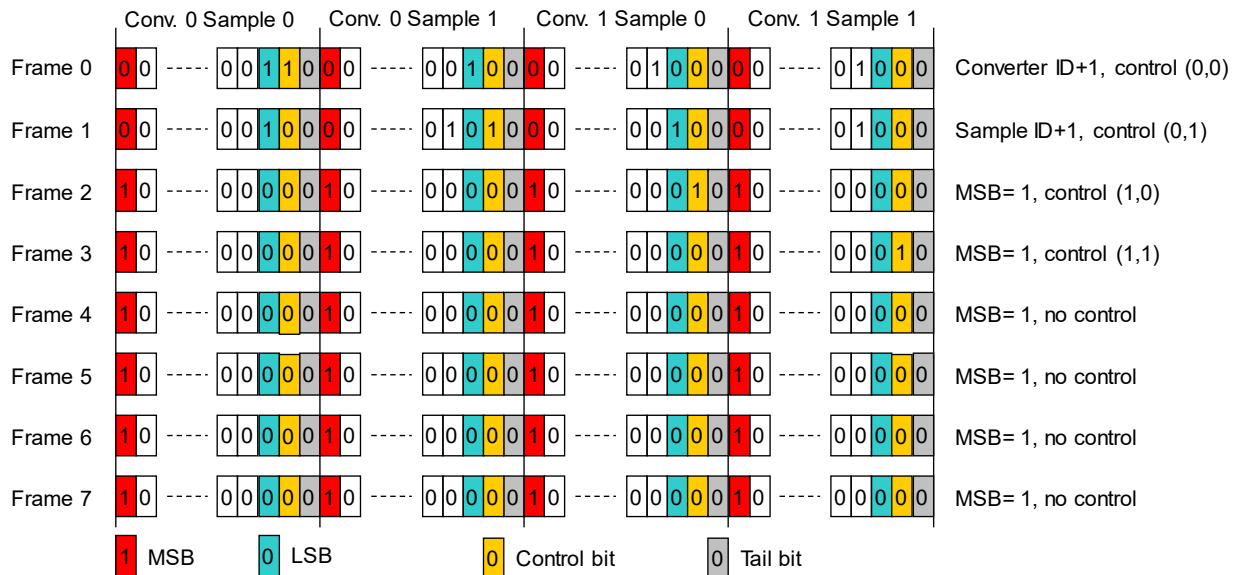 Conv. 0 Sample 0 Conv. 0 Sample 1 Conv. 1 Sample 0 Conv. 1 Sample 1
Frame 0 0 0 ----- 0 0 1 1 0 0 0 ----- 0 0 1 0 0 0 0 ----- 0 1 0 0 0 0 0 ----- 0 1 0 0 0 Converter ID+1, control (0,0)
Frame 1 0 0 ----- 0 0 1 0 0 0 0 ----- 0 1 0 1 0 0 0 ----- 0 0 1 0 0 0 0 ----- 0 1 0 0 0 Sample ID+1, control (0,1)
Frame 2 1 0 ----- 0 0 0 0 0 1 0 ----- 0 0 0 0 0 1 0 ----- 0 0 0 1 0 1 0 ----- 0 0 0 0 0 MSB= 1, control (1,0)
Frame 3 1 0 ----- 0 0 0 0 0 1 0 ----- 0 0 0 0 0 1 0 ----- 0 0 0 0 0 1 0 ----- 0 0 0 1 0 MSB= 1, control (1,1)
Frame 4 1 0 ----- 0 0 0 0 0 1 0 ----- 0 0 0 0 0 1 0 ----- 0 0 0 0 0 1 0 ----- 0 0 0 0 0 MSB= 1, no control
Frame 5 1 0 ----- 0 0 0 0 0 1 0 ----- 0 0 0 0 0 1 0 ----- 0 0 0 0 0 1 0 ----- 0 0 0 0 0 MSB= 1, no control
Frame 6 1 0 ----- 0 0 0 0 0 1 0 ----- 0 0 0 0 0 1 0 ----- 0 0 0 0 0 1 0 ----- 0 0 0 0 0 MSB= 1, no control
Frame 7 1 0 ----- 0 0 0 0 0 1 0 ----- 0 0 0 0 0 1 0 ----- 0 0 0 0 0 1 0 ----- 0 0 0 0 0 MSB= 1, no control
1 MSB 0 LSB 0 Control bit 0 Tail bit